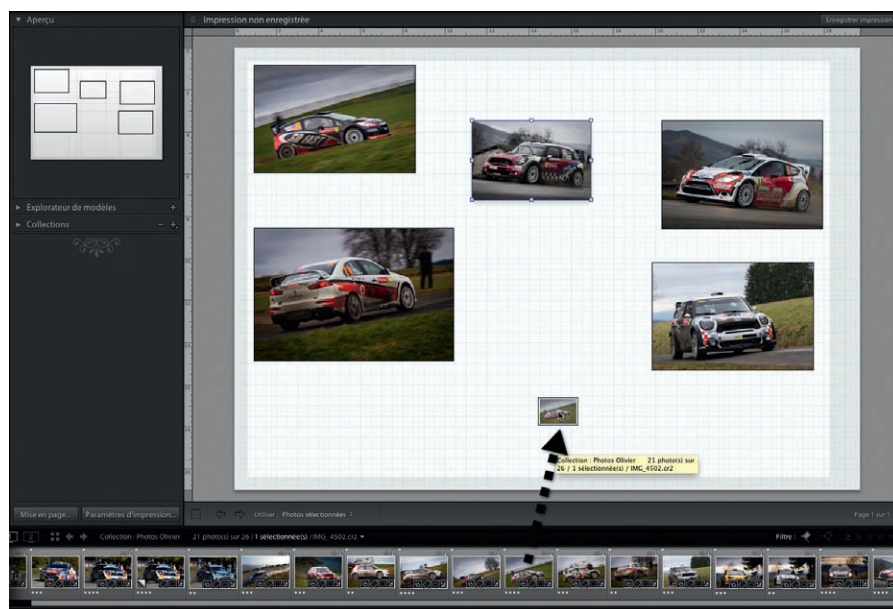 Aperçu
Impression non enregistrée
Enregistrer impression
Explorateur de modèles
Collections
Collection : Photos Olivier 21 photo(s) sur
26 / 1 sélectionnée(s) / IMG_4502.cr2
Mise en page...
Paramètres d'impression...
Utiliser : Photos sélectionnées
Page 1 sur 1
2
Collection : Photos Olivier
21 photo(s) sur 26 / 1 sélectionnée(s) / IMG_4502.cr2
Filtre :